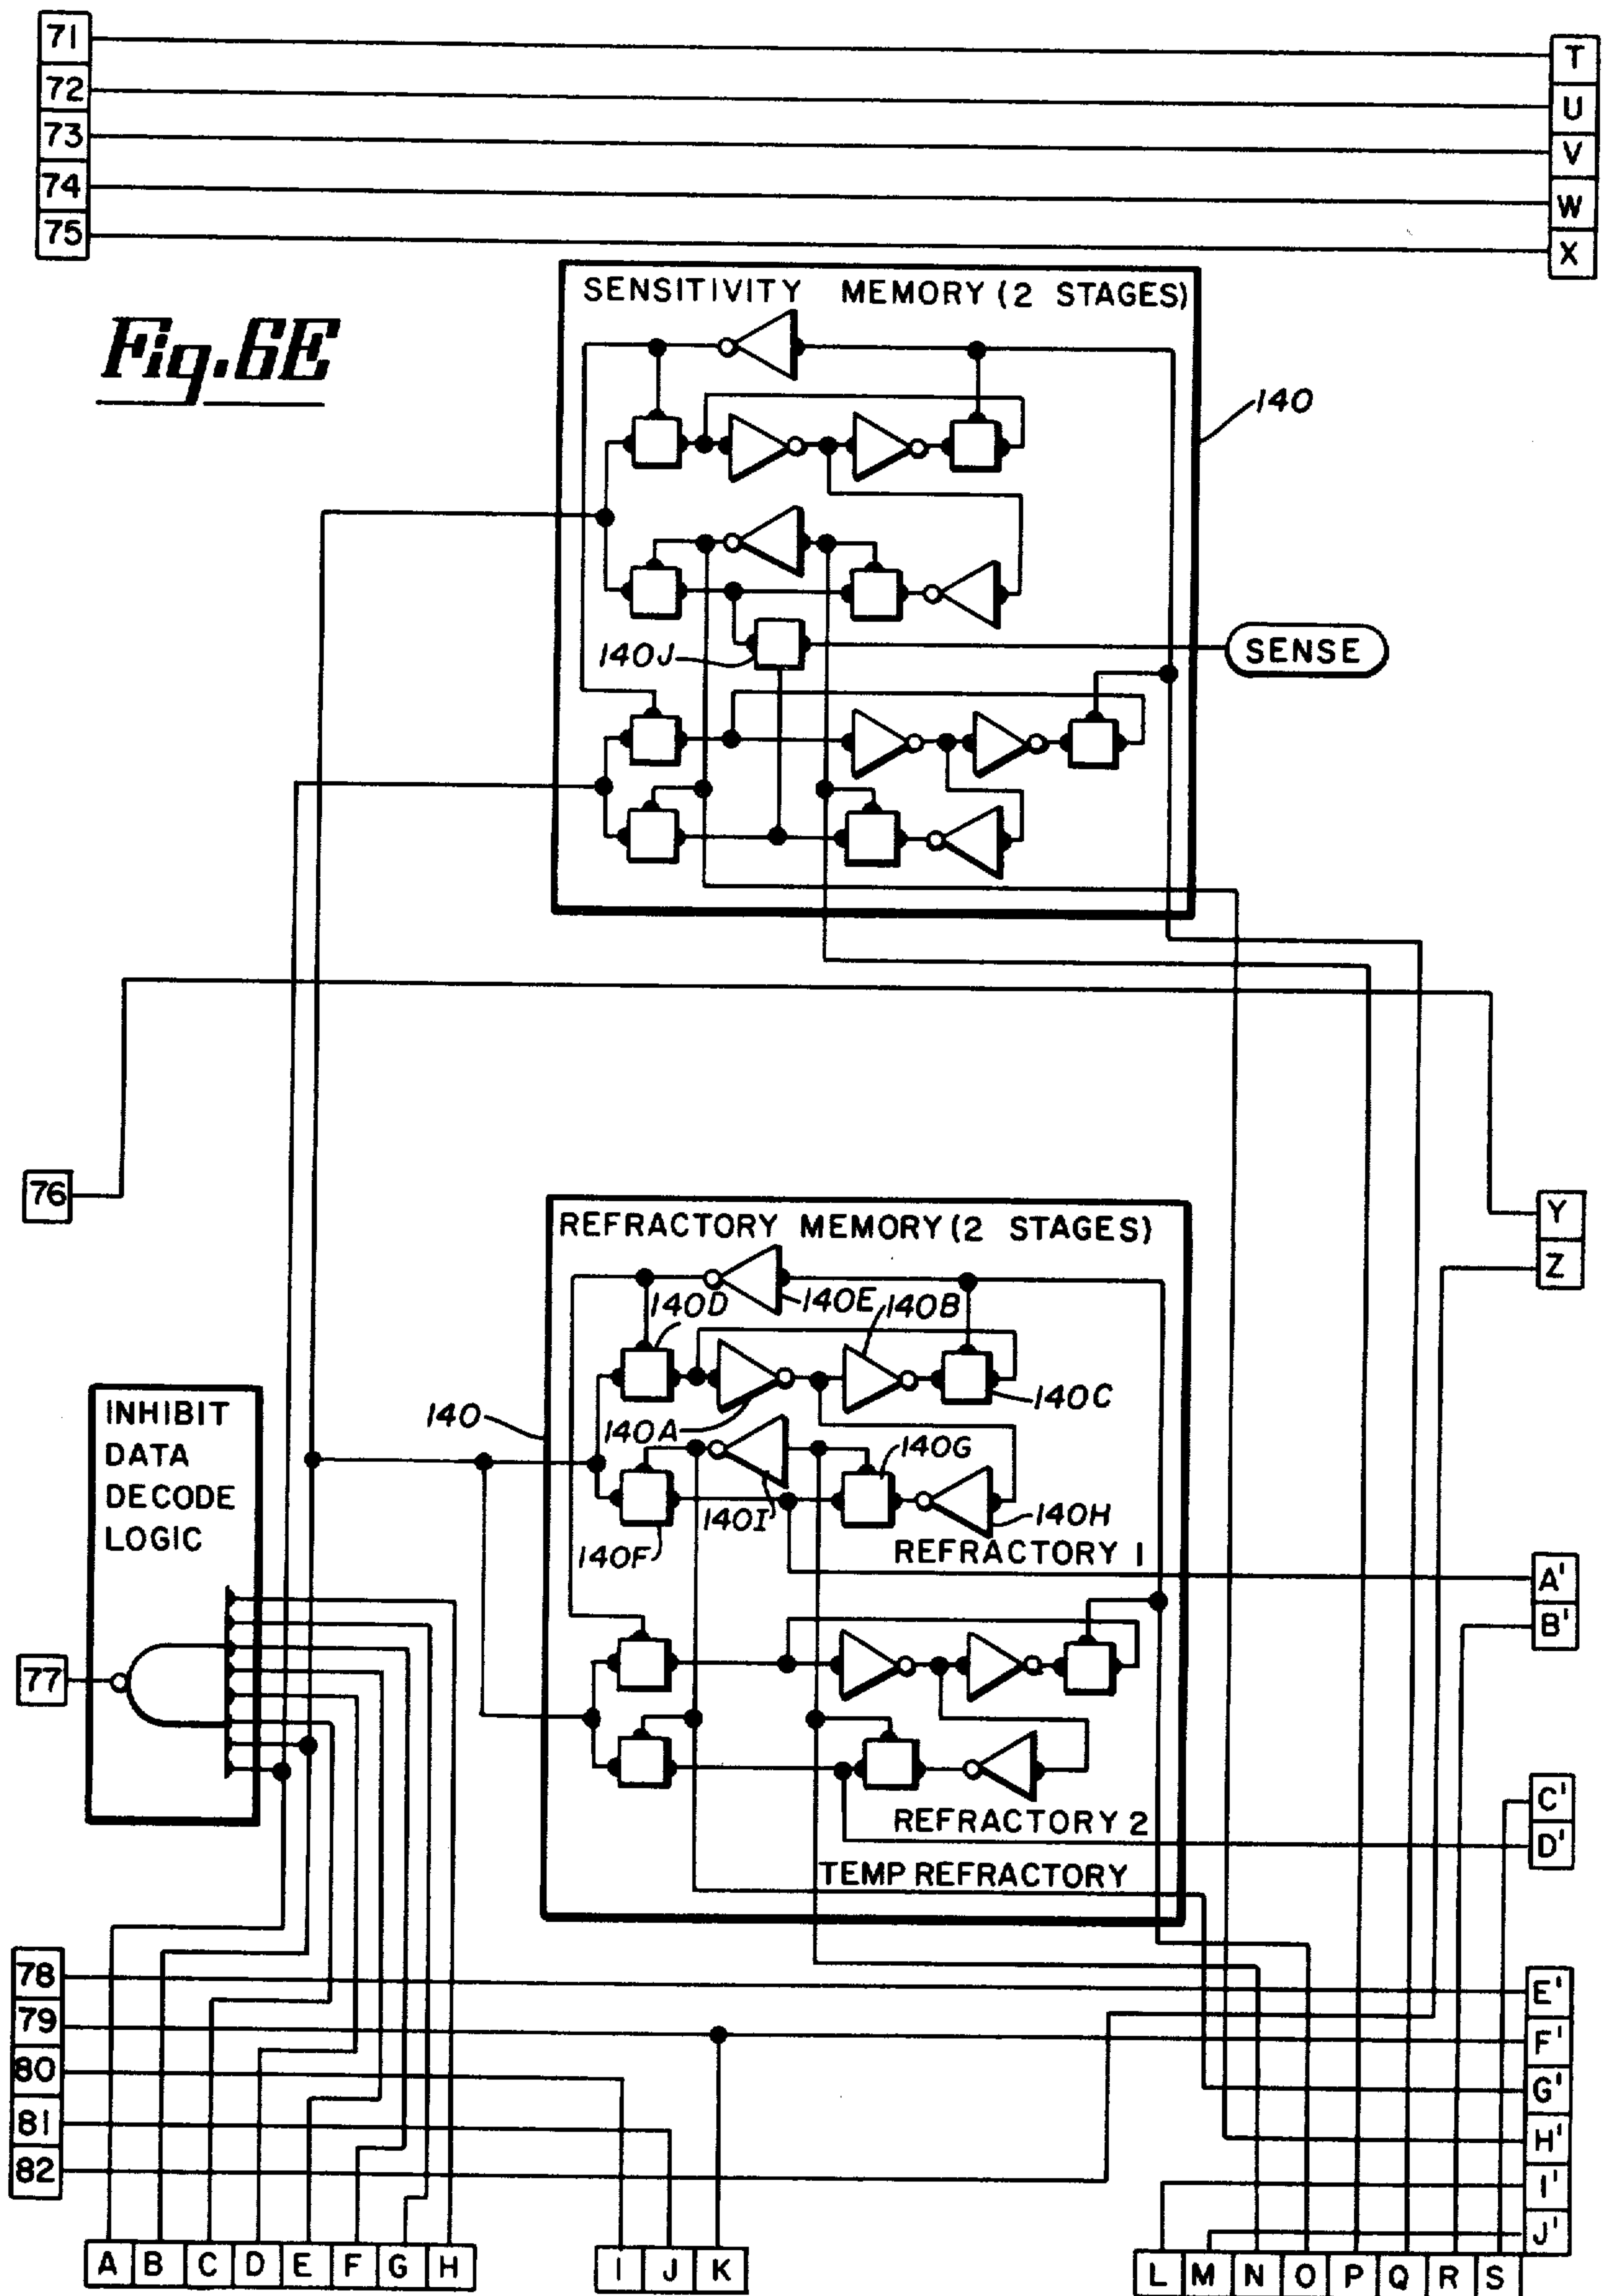 71
T
72
U
73
V
74
W
75
X
Fig.6E
SENSITIVITY MEMORY (2 STAGES)
140
140J
SENSE
76
Y
Z
REFRACTORY MEMORY (2 STAGES)
140D
140E
140B
140C
140
140A
140G
140I
140H
140F
REFRACTORY 1
INHIBIT
DATA
DECODE
LOGIC
77
A'
B'
C'
D'
REFRACTORY 2
TEMP REFRACTORY
78
E'
79
F'
80
G'
81
H'
82
I'
J'
A B C D E F G H
I J K
L M N O P Q R S